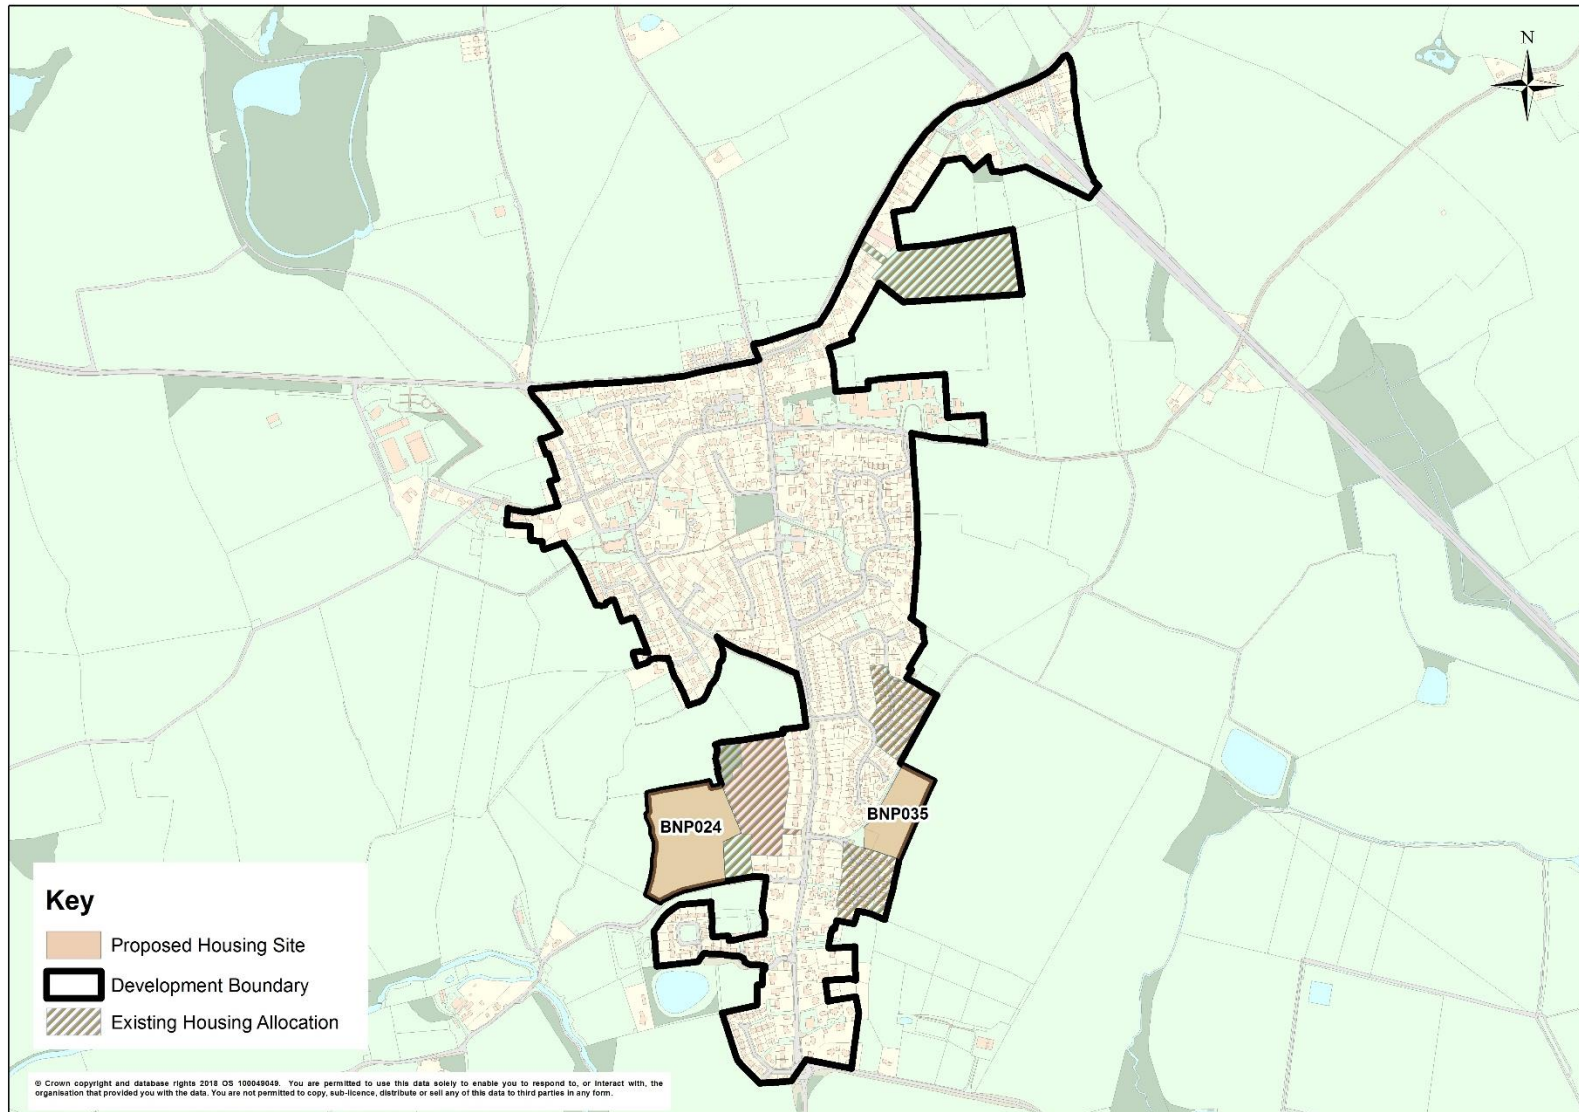 N
BNP024
BNP035
Key
Proposed Housing Site
Development Boundary
Existing Housing Allocation
© Crown copyright and database rights 2018 OS 100049049. You are permitted to use this data solely to enable you to respond to, or interact with, the
organisation that provided you with the data. You are not permitted to copy, sub-licence, distribute or sell any of this data to third parties in any form.